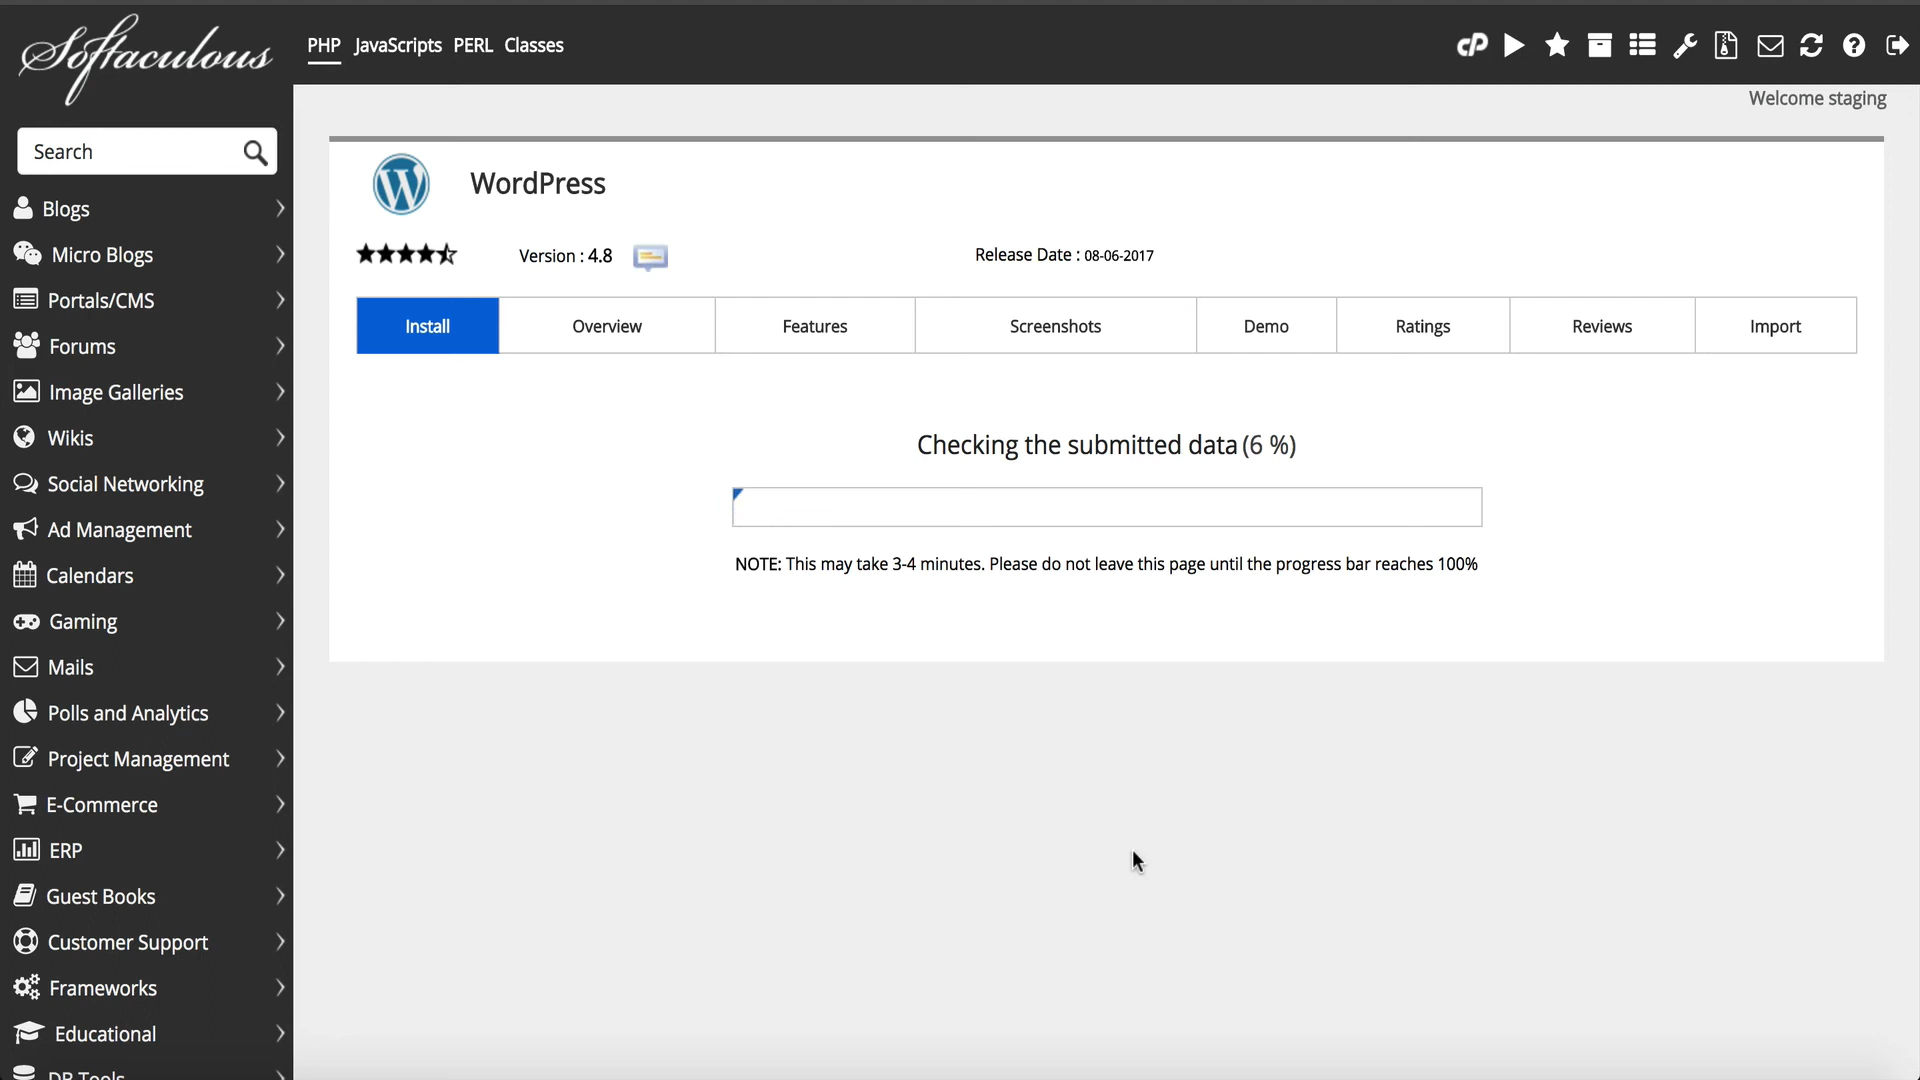 Softaculous
PHP JavaScripts PERL Classes
cP
Welcome staging
Search
Blogs
Micro Blogs
Portals/CMS
Forums
Image Galleries
Wikis
Social Networking
Ad Management
Calendars
Gaming
Mails
Polls and Analytics
Project Management
E-Commerce
ERP
Guest Books
Customer Support
Frameworks
Educational
DB Tools
WordPress
Version : 4.8
Release Date : 08-06-2017
Install Overview Features Screenshots Demo Ratings Reviews Import
Checking the submitted data (6 %)
NOTE: This may take 3-4 minutes. Please do not leave this page until the progress bar reaches 100%